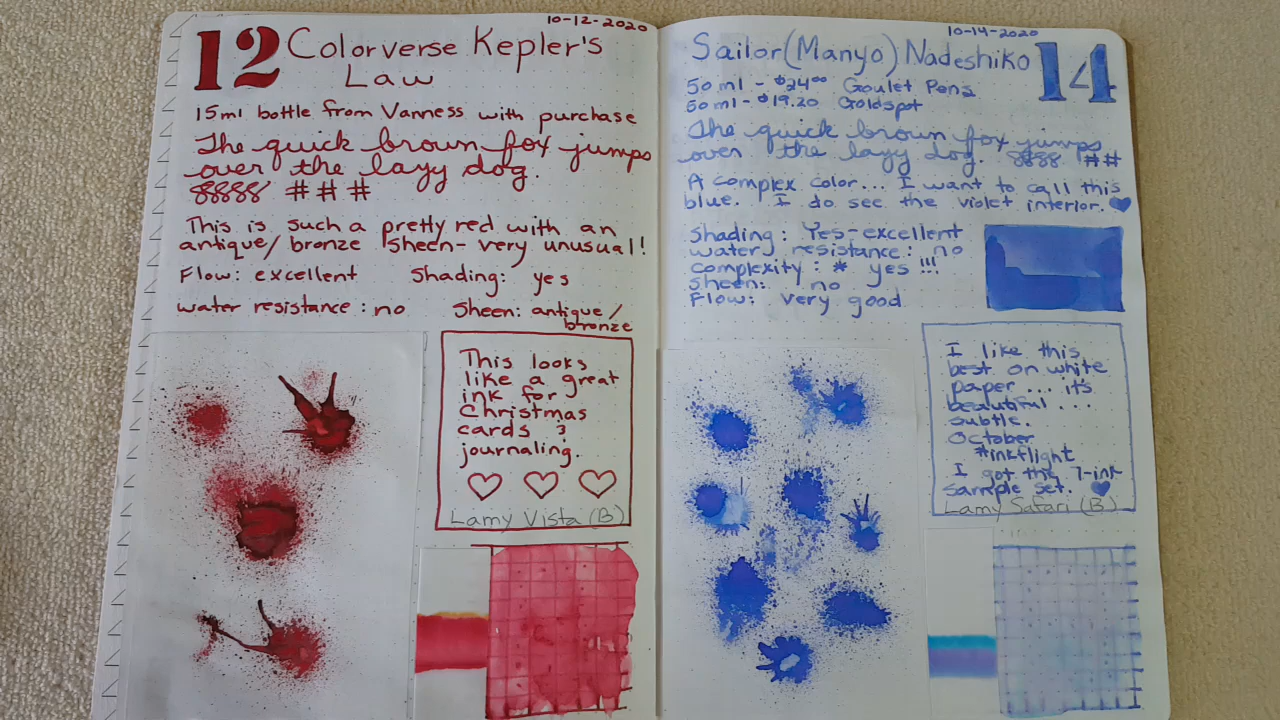 10-12-2020
12 Colorverse Kepler's
Law
15ml bottle from Vanness with purchase
The quick brown fox jumps
over the lazy dog.
8888 # # #
This is such a pretty red with an
antique/bronze sheen- very unusual!
Flow: excellent Shading: yes
water resistance: no Sheen: antique/
bronze
This looks
like a great
ink for
Christmas
cards &
journaling.
♡ ♡ ♡
Lamy Vista (B)
10-14-2020
Sailor (Manyo) Nadeshiko 14
50 ml - $24⁰⁰ Goulet Pens
50 ml - $19.20 Goldspot
The quick brown fox jumps
over the lazy dog. 8888 ##
A complex color... I want to call this
blue. I do see the violet interior. ♥
Shading: Yes-excellent
water resistance: no
complexity: * yes !!!
Sheen: no
Flow: very good
I like this
best on white
paper... it's
beautiful...
subtle.
October
#inkflight
I got the 7-ink
sample set. ♥
Lamy Safari (B)